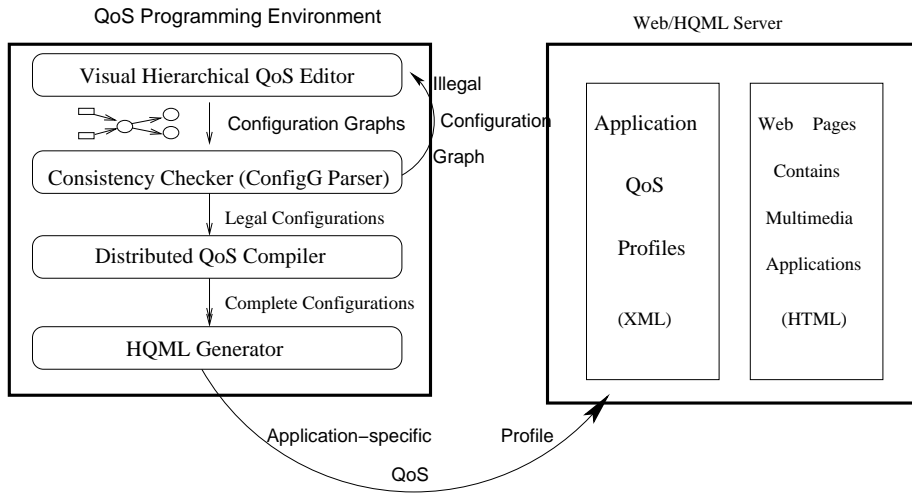 QoS Programming Environment
Visual Hierarchical QoS Editor
Configuration Graphs
Illegal
Configuration
Graph
Consistency Checker (ConfigG Parser)
Legal Configurations
Distributed QoS Compiler
Complete Configurations
HQML Generator
Application−specific
QoS
Profile
Web/HQML Server
Application
QoS
Profiles
(XML)
Web Pages
Contains
Multimedia
Applications
(HTML)